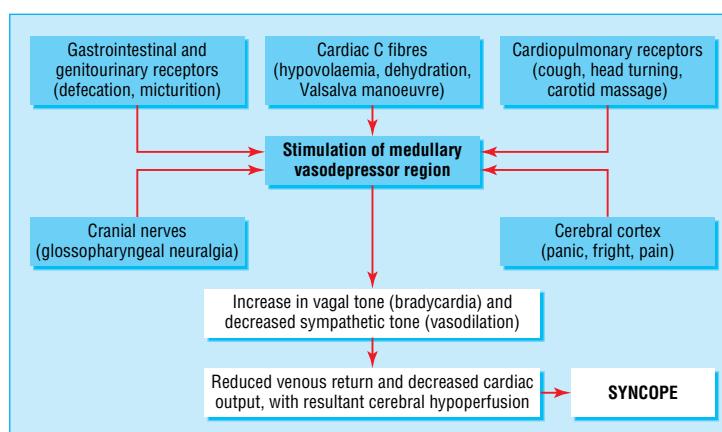 Gastrointestinal and
genitourinary receptors
(defecation, micturition)
Cardiac C fibres
(hypovolaemia, dehydration,
Valsalva manoeuvre)
Cardiopulmonary receptors
(cough, head turning,
carotid massage)
Stimulation of medullary
vasodepressor region
Cranial nerves
(glossopharyngeal neuralgia)
Cerebral cortex
(panic, fright, pain)
Increase in vagal tone (bradycardia) and
decreased sympathetic tone (vasodilation)
Reduced venous return and decreased cardiac
output, with resultant cerebral hypoperfusion
SYNCOPE